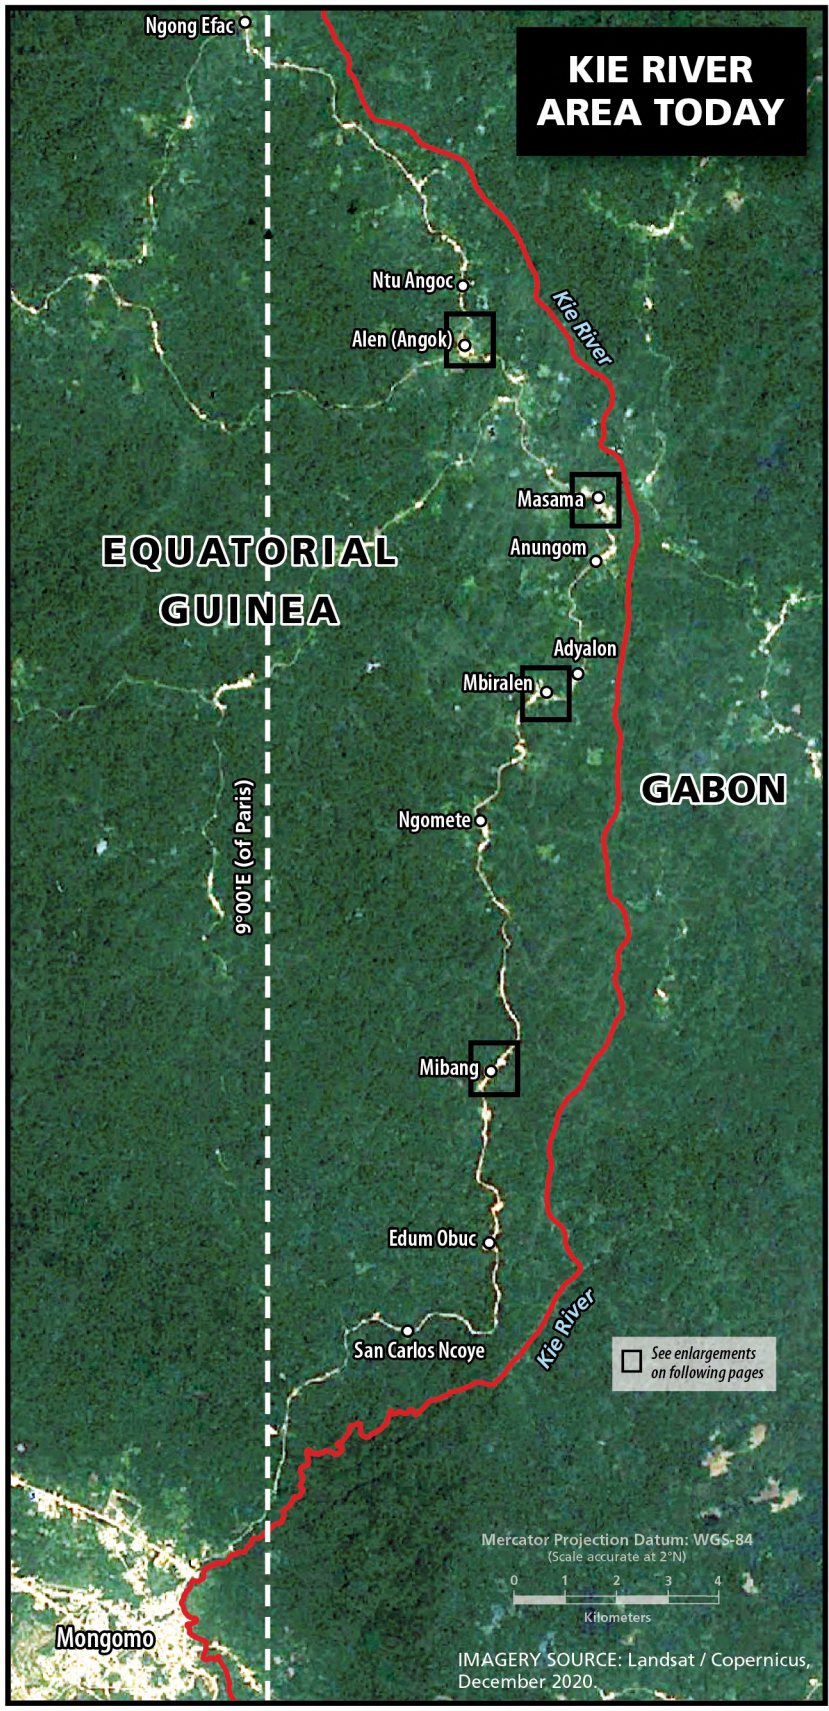 Ngong Efac
KIE RIVER
AREA TODAY
Ntu Angoc
Kie River
Alen (Angok)
Masama
EQUATORIAL
GUINEA
Anungom
Adyalon
Mbiralen
GABON
9°00'E (of Paris)
Ngomete
Mibang
Edum Obuc
Kie River
San Carlos Ncoye
See enlargements
on following pages
Mercator Projection Datum: WGS-84
(Scale accurate at 2°N)
0 1 2 3 4
Kilometers
Mongomo
IMAGERY SOURCE: Landsat / Copernicus,
December 2020.